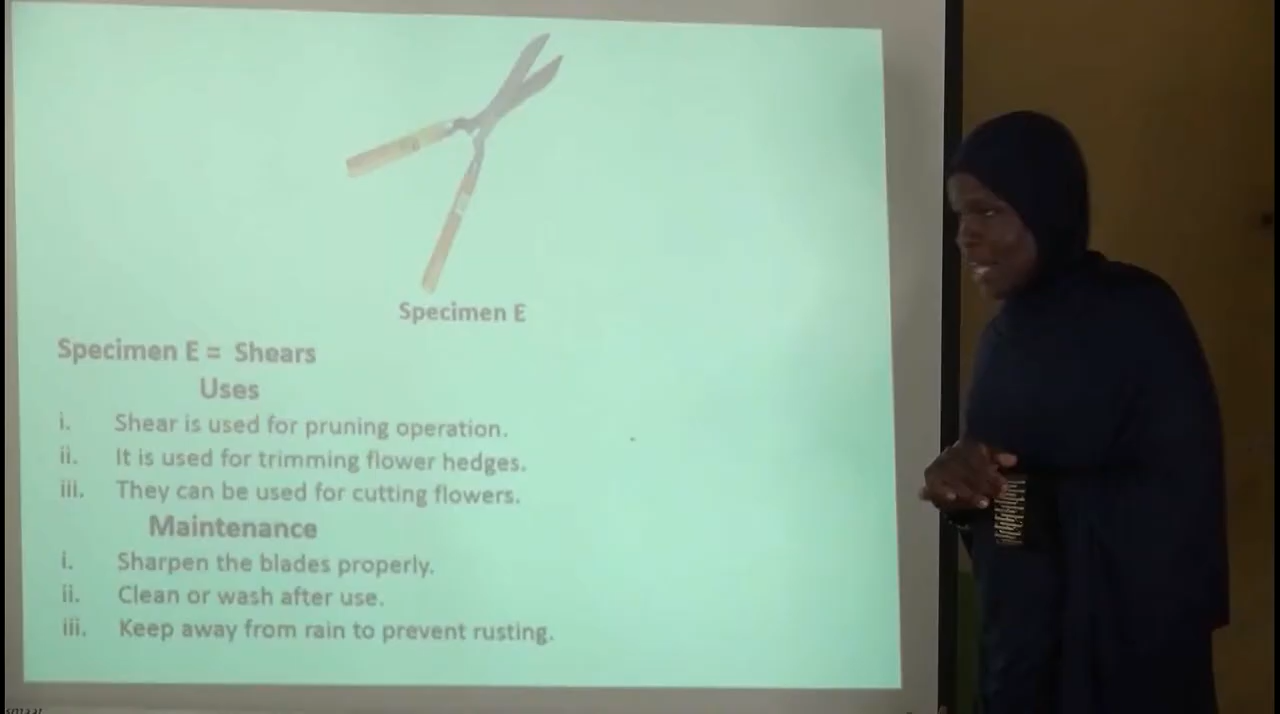 Specimen E
Specimen E = Shears
Uses
i. Shear is used for pruning operation.
ii. It is used for trimming flower hedges.
iii. They can be used for cutting flowers.
Maintenance
i. Sharpen the blades properly.
ii. Clean or wash after use.
iii. Keep away from rain to prevent rusting.